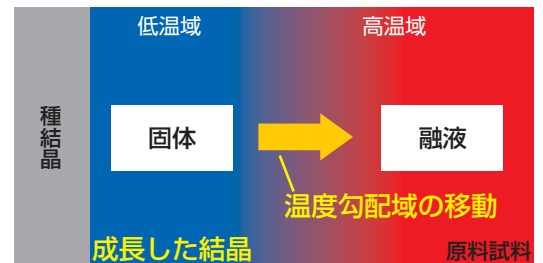 低温域
高温域
種結晶
固体
融液
温度勾配域の移動
成長した結晶
原料試料